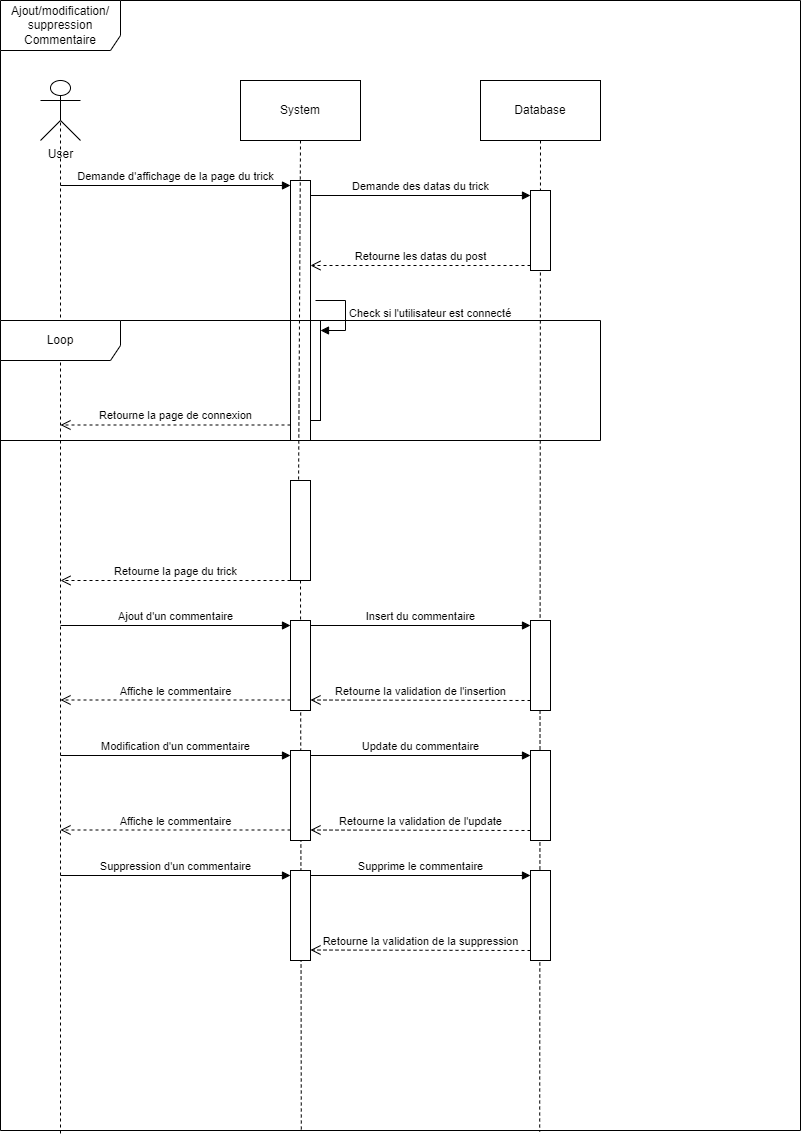 Ajout/modification/
suppression
Commentaire
System
Database
User
Demande d'affichage de la page du trick
Demande des datas du trick
Retourne les datas du post
Check si l'utilisateur est connecté
Loop
Retourne la page de connexion
Retourne la page du trick
Ajout d'un commentaire
Insert du commentaire
Affiche le commentaire
Retourne la validation de l'insertion
Modification d'un commentaire
Update du commentaire
Affiche le commentaire
Retourne la validation de l'update
Suppression d'un commentaire
Supprime le commentaire
Retourne la validation de la suppression